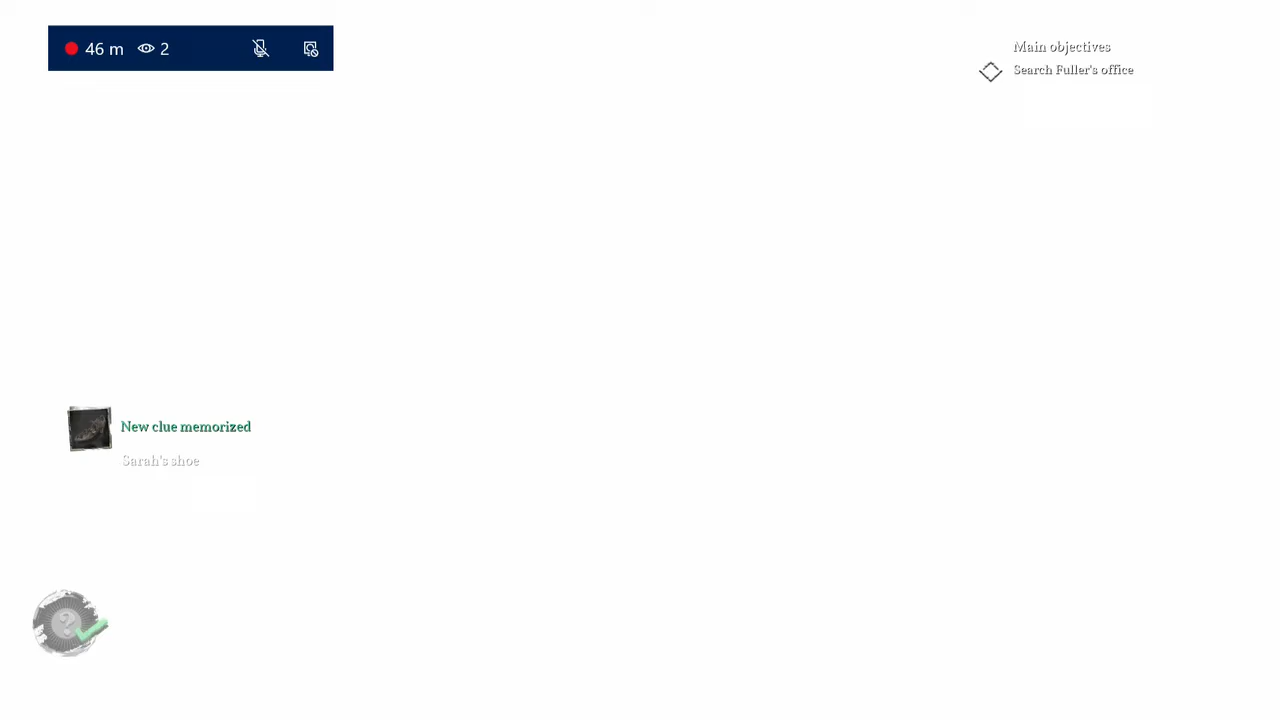 46 m 2
Main objectives
Search Fuller's office
New clue memorized
Sarah's shoe
?